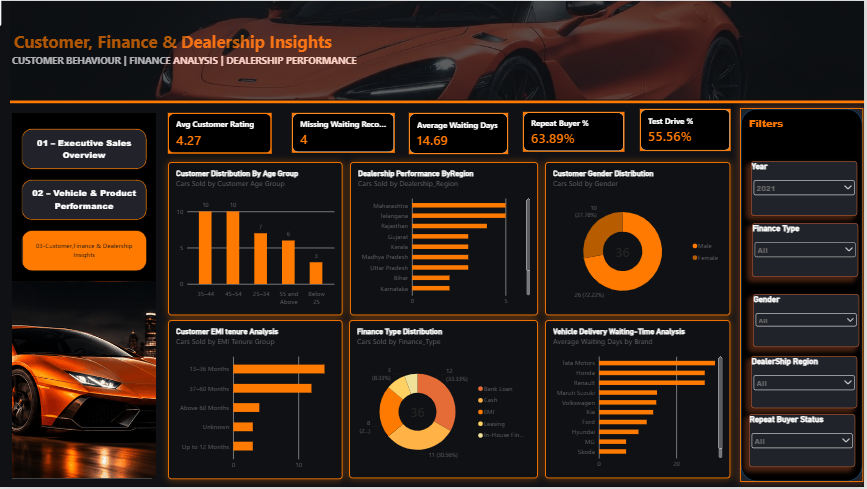 Customer, Finance & Dealership Insights
CUSTOMER BEHAVIOUR | FINANCE ANALYSIS | DEALERSHIP PERFORMANCE
01 – Executive Sales
Overview
02 – Vehicle & Product
Performance
03-Customer,Finance & Dealership
Insights
Avg Customer Rating
4.27
Missing Waiting Reco...
4
Average Waiting Days
14.69
Repeat Buyer %
63.89%
Test Drive %
55.56%
Customer Distribution By Age Group
Cars Sold by Customer Age Group
10
5
0
10
10
7
6
3
35–44
45–54
25–34
55 and
Above
Below
25
Dealership Performance ByRegion
Cars Sold by Dealership_Region
Maharashtra
Telangana
Rajasthan
Gujarat
Kerala
Madhya Pradesh
Uttar Pradesh
Bihar
Karnataka
0
5
Customer Gender Distribution
Cars Sold by Gender
10
(27.78%)
36
26 (72.22%)
Male
Female
Customer EMI tenure Analysis
Cars Sold by EMI Tenure Group
13–36 Months
37–60 Months
Above 60 Months
Unknown
Up to 12 Months
0
10
Finance Type Distribution
Cars Sold by Finance_Type
12
(33.33%)
11 (30.56%)
8
(2...)
3
(8.33%)
36
Bank Loan
Cash
EMI
Leasing
In-House Fin...
Vehicle Delivery Waiting-Time Analysis
Average Waiting Days by Brand
Tata Motors
Honda
Renault
Maruti Suzuki
Volkswagen
Kia
Ford
Hyundai
MG
Skoda
0
20
Filters
Year
2021
Finance Type
All
Gender
All
DealerShip Region
All
Repeat Buyer Status
All